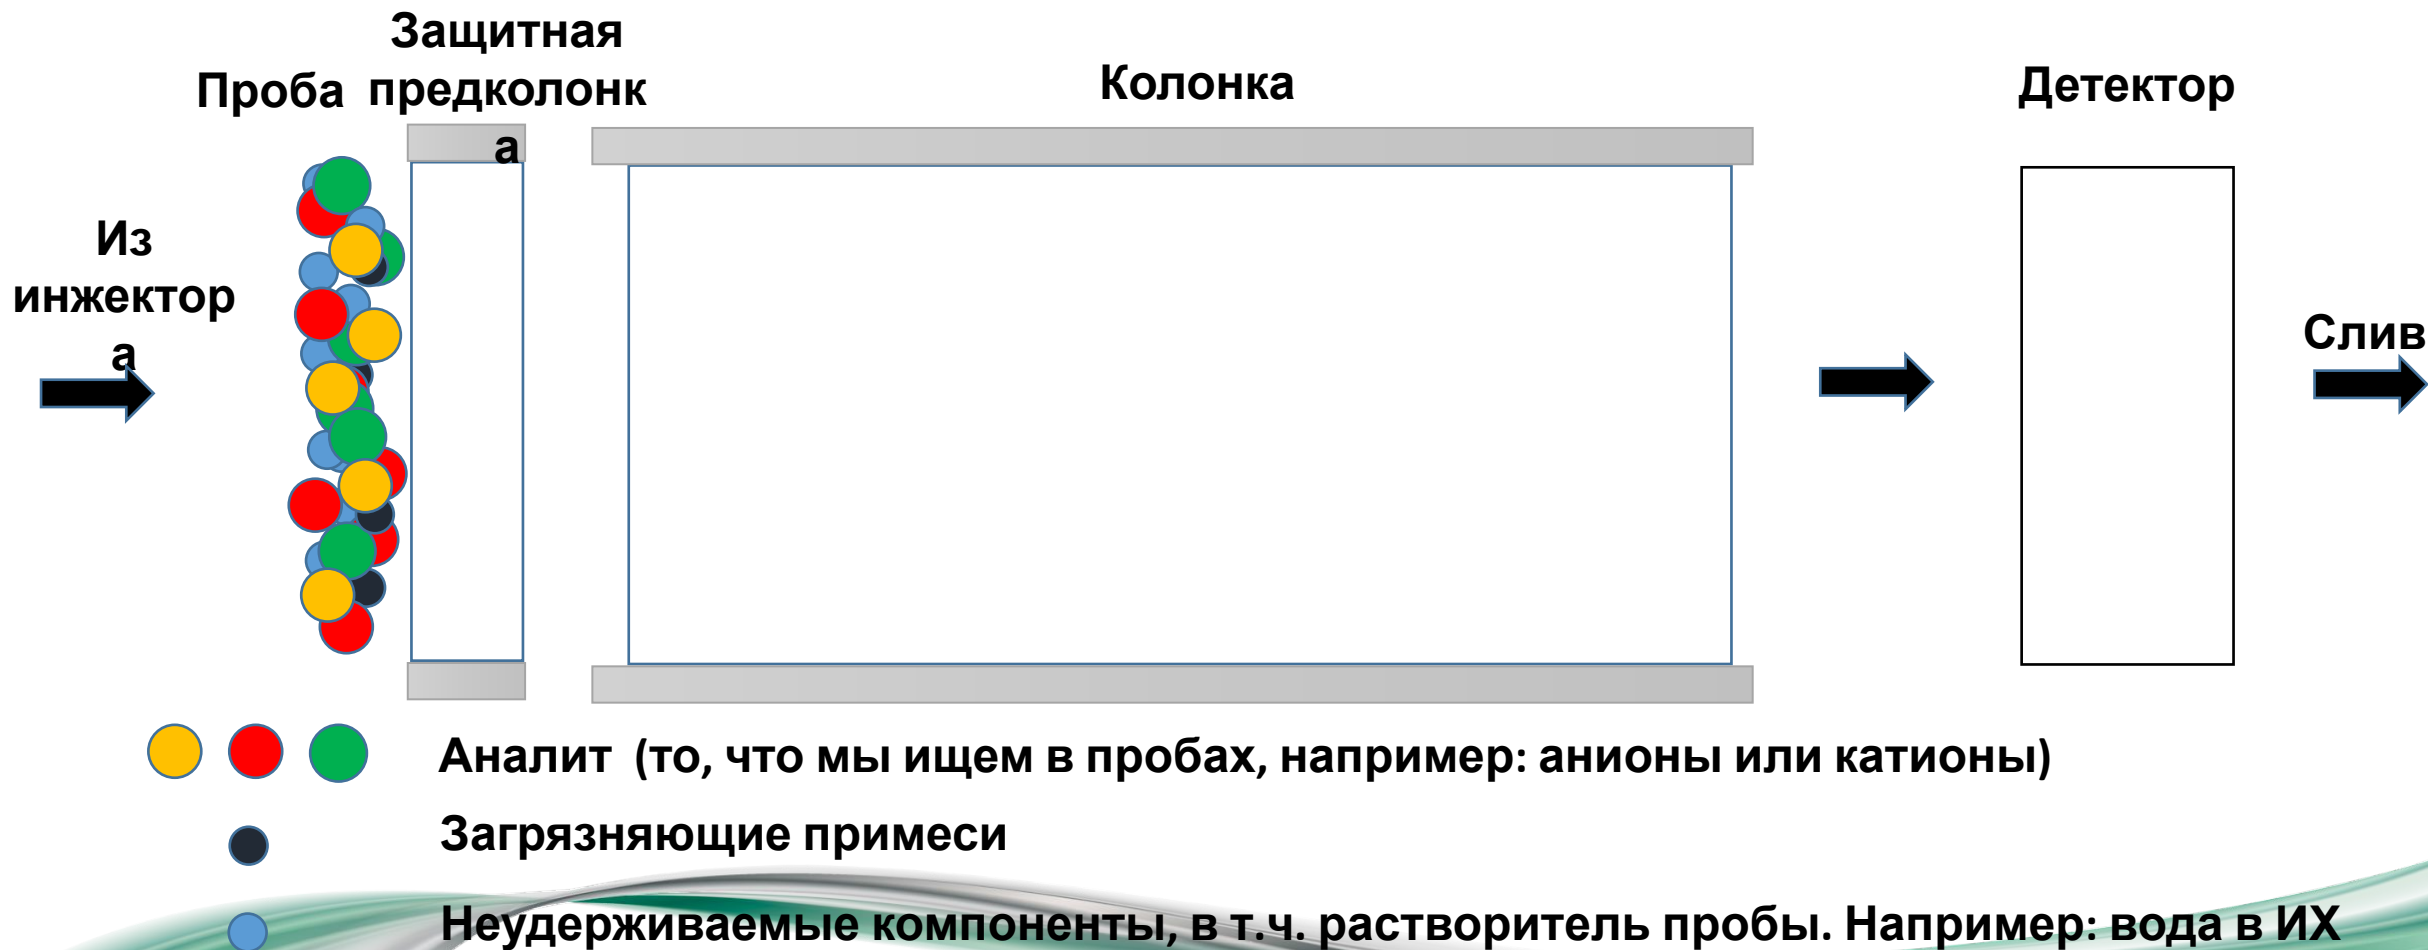 Защитная
Проба предколонк
а
Колонка
Детектор
Из
инжектор
а
Слив
Аналит (то, что мы ищем в пробах, например: анионы или катионы)
Загрязняющие примеси
Неудерживаемые компоненты, в т.ч. растворитель пробы. Например: вода в ИХ